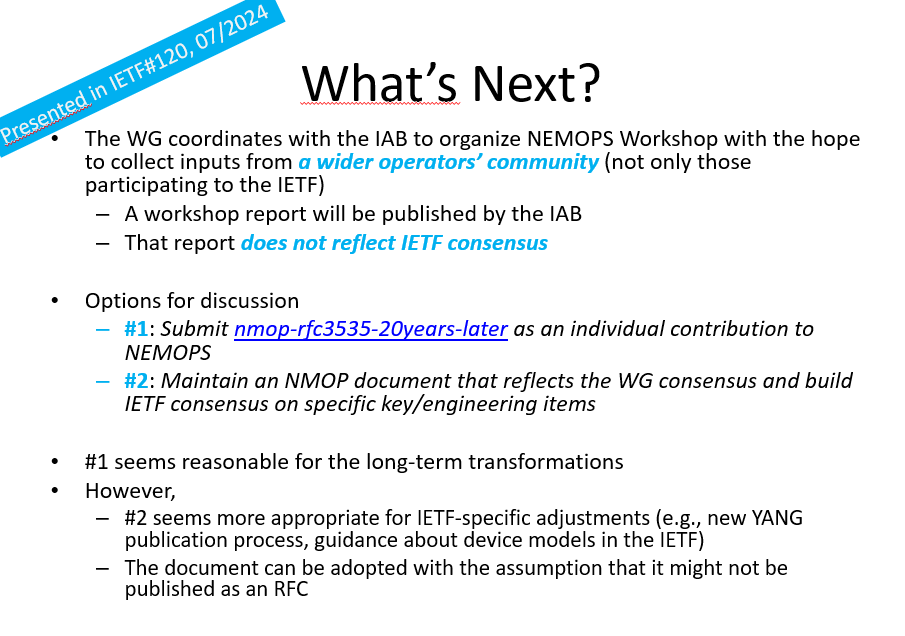 Presented in IETF#120, 07/2024
What's Next?
• The WG coordinates with the IAB to organize NEMOPS Workshop with the hope
to collect inputs from a wider operators' community (not only those
participating to the IETF)
– A workshop report will be published by the IAB
– That report does not reflect IETF consensus
• Options for discussion
– #1: Submit nmop-rfc3535-20years-later as an individual contribution to
NEMOPS
– #2: Maintain an NMOP document that reflects the WG consensus and build
IETF consensus on specific key/engineering items
• #1 seems reasonable for the long-term transformations
• However,
– #2 seems more appropriate for IETF-specific adjustments (e.g., new YANG
publication process, guidance about device models in the IETF)
– The document can be adopted with the assumption that it might not be
published as an RFC